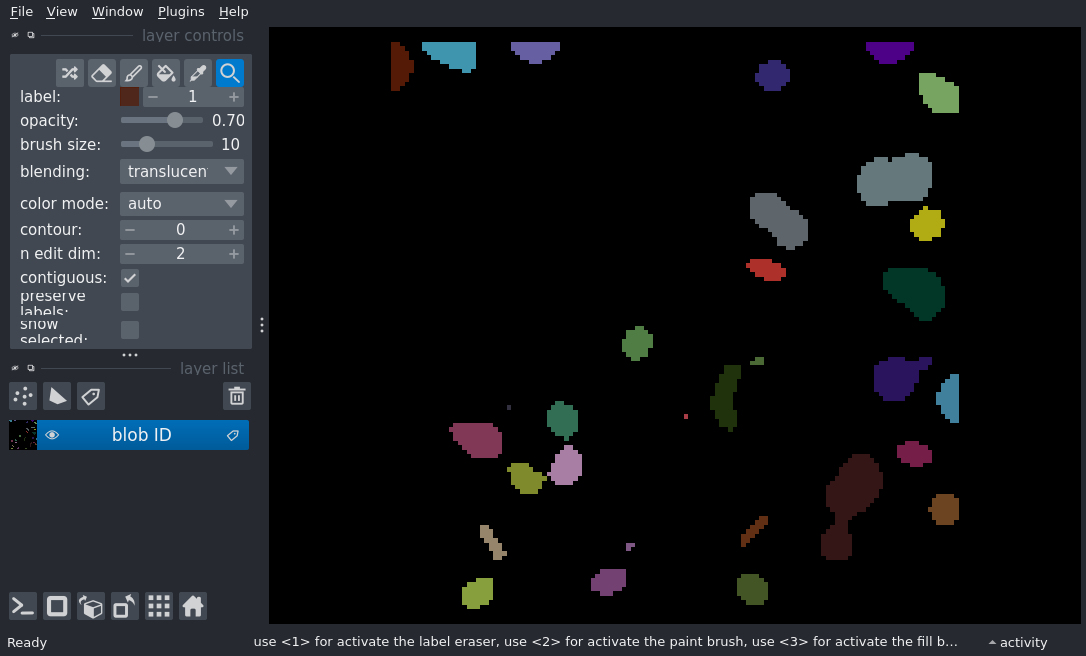 File View Window Plugins Help
layer controls
label: 1
opacity: 0.70
brush size: 10
blending: translucen
color mode: auto
contour: 0
n edit dim: 2
contiguous:
preserve
labels:
show
selected:
layer list
blob ID
Ready
use <1> for activate the label eraser, use <2> for activate the paint brush, use <3> for activate the fill b...
activity